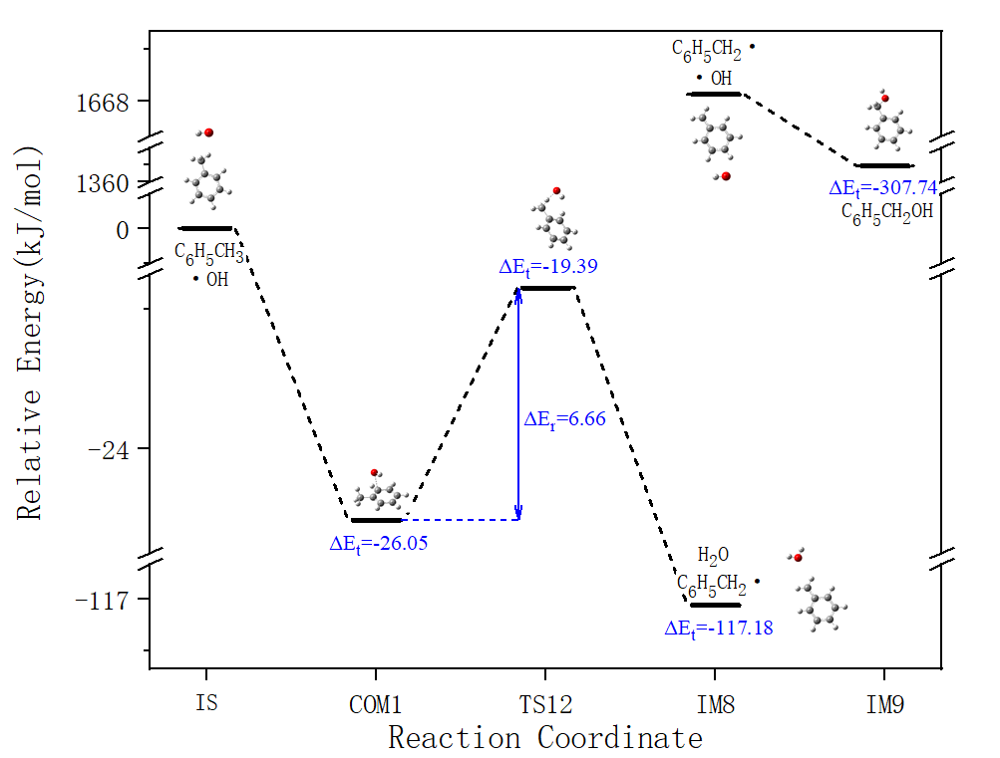 C6H5CH2 •
• OH
1668
1360
ΔEt=-307.74
C6H5CH2OH
0
C6H5CH3
• OH
ΔEt=-19.39
ΔEr=6.66
-24
ΔEt=-26.05
H2O
C6H5CH2 •
-117
ΔEt=-117.18
IS
COM1
TS12
IM8
IM9
Reaction Coordinate
Relative Energy(kJ/mol)